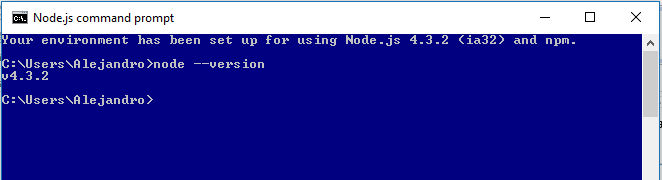 Node.js command prompt
Your environment has been set up for using Node.js 4.3.2 (ia32) and npm.
C:\Users\Alejandro>node --version
v4.3.2
C:\Users\Alejandro>